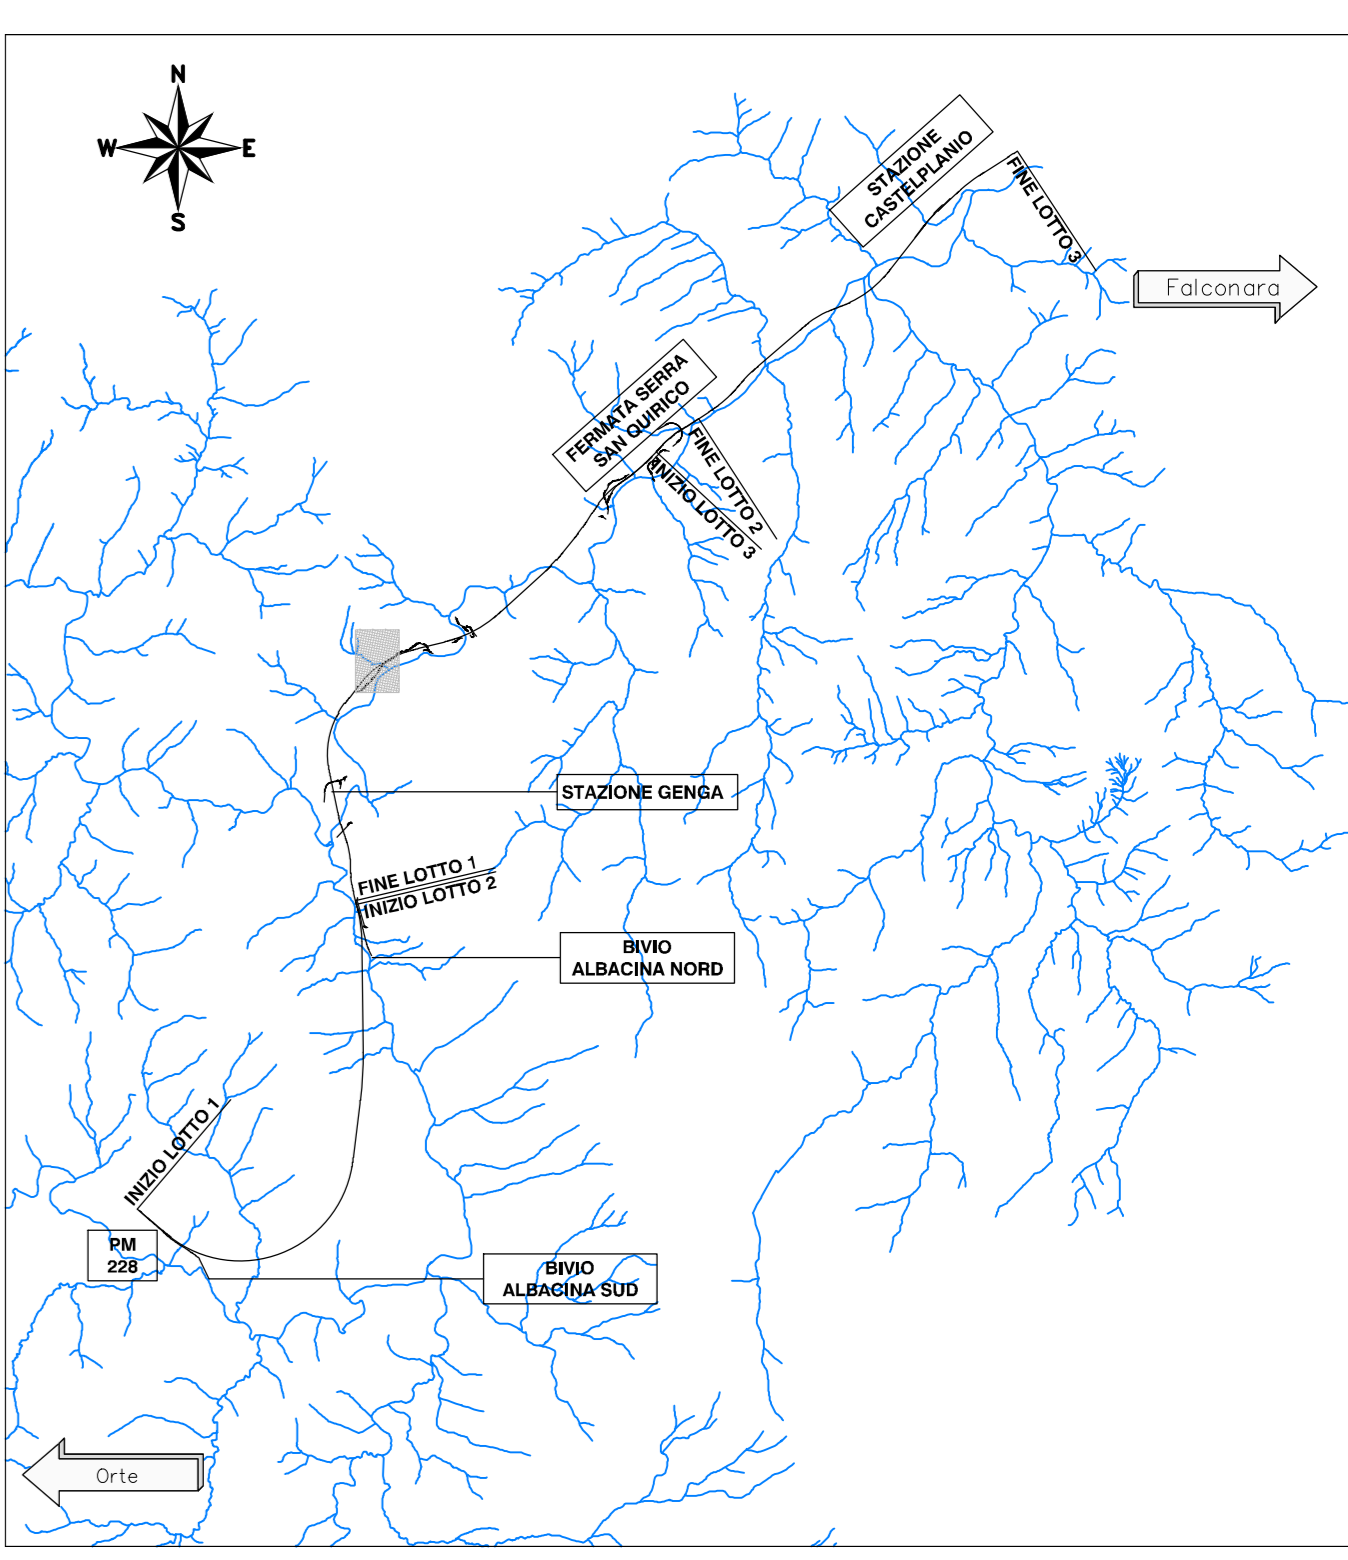 N
W
E
S
STAZIONE
CASTELPLANIO
FINE LOTTO 3
Falconara
FERMATA SERRA
SAN QUIRICO
FINE LOTTO 2
INIZIO LOTTO 3
STAZIONE GENGA
FINE LOTTO 1
INIZIO LOTTO 2
BIVIO
ALBACINA NORD
INIZIO LOTTO 1
PM
228
BIVIO
ALBACINA SUD
Orte